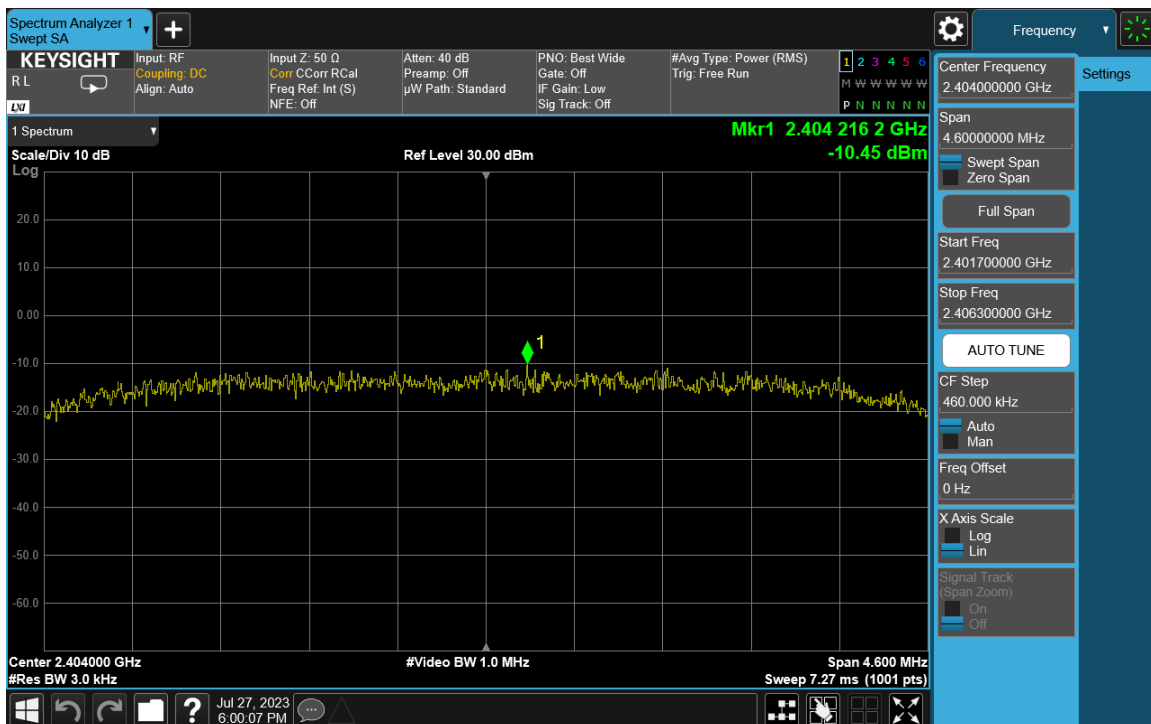 Spectrum Analyzer 1
Swept SA
+
Frequency
KEYSIGHT
R L
LXI
Input: RF
Coupling: DC
Align: Auto
Input Z: 50 Ω
Corr CCorr RCal
Freq Ref: Int (S)
NFE: Off
Atten: 40 dB
Preamp: Off
µW Path: Standard
PNO: Best Wide
Gate: Off
IF Gain: Low
Sig Track: Off
#Avg Type: Power (RMS)
Trig: Free Run
1 2 3 4 5 6
M W W W W W
P N N N N N
1 Spectrum
Scale/Div 10 dB
Ref Level 30.00 dBm
Mkr1 2.404 216 2 GHz
-10.45 dBm
Log
20.0
10.0
0.00
-10.0
-20.0
-30.0
-40.0
-50.0
-60.0
1
Center 2.404000 GHz
#Res BW 3.0 kHz
#Video BW 1.0 MHz
Span 4.600 MHz
Sweep 7.27 ms (1001 pts)
?
Jul 27, 2023
6:00:07 PM
Center Frequency
2.404000000 GHz
Settings
Span
4.60000000 MHz
Swept Span
Zero Span
Full Span
Start Freq
2.401700000 GHz
Stop Freq
2.406300000 GHz
AUTO TUNE
CF Step
460.000 kHz
Auto
Man
Freq Offset
0 Hz
X Axis Scale
Log
Lin
Signal Track
(Span Zoom)
On
Off